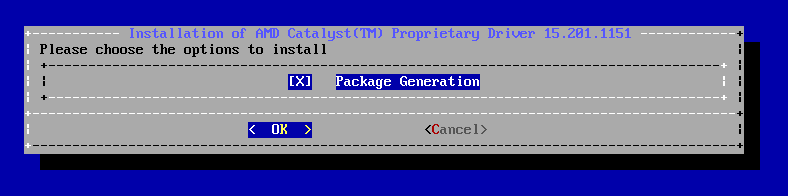 Installation of AMD Catalyst(TM) Proprietary Driver 15.201.1151
Please choose the options to install
[X] Package Generation
< OK > <Cancel>